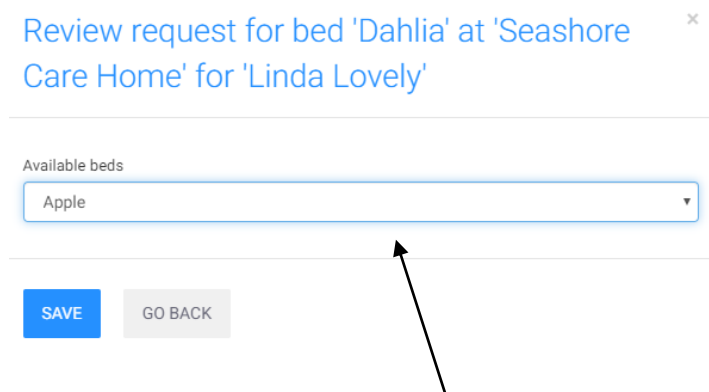 Review request for bed 'Dahlia' at 'Seashore
Care Home' for 'Linda Lovely'
×
Available beds
Apple
SAVE
GO BACK